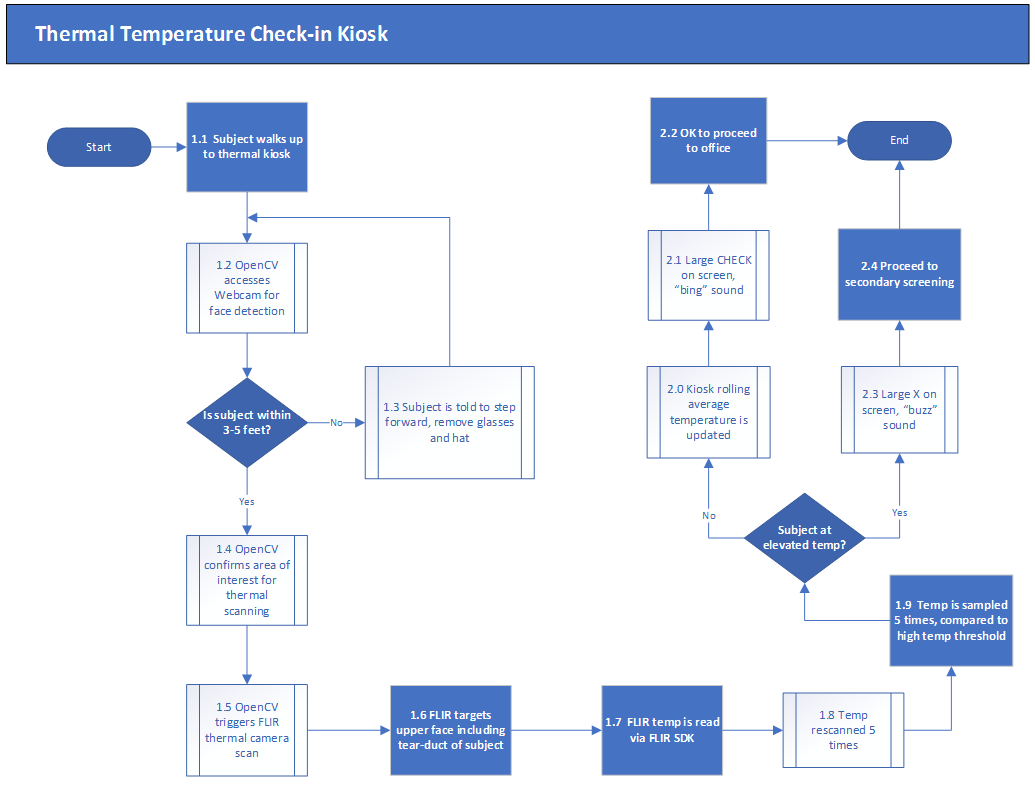 Thermal Temperature Check-in Kiosk
Start
1.1 Subject walks up
to thermal kiosk
1.2 OpenCV
accesses
Webcam for
face detection
Is subject within
3-5 feet?
No
1.3 Subject is told to step
forward, remove glasses
and hat
Yes
1.4 OpenCV
confirms area of
interest for
thermal
scanning
1.5 OpenCV
triggers FLIR
thermal camera
scan
1.6 FLIR targets
upper face including
tear-duct of subject
1.7 FLIR temp is read
via FLIR SDK
1.8 Temp
rescanned 5
times
1.9 Temp is sampled
5 times, compared to
high temp threshold
Subject at
elevated temp?
No
2.0 Kiosk rolling
average
temperature is
updated
2.1 Large CHECK
on screen,
“bing” sound
2.2 OK to proceed
to office
Yes
2.3 Large X on
screen, “buzz”
sound
2.4 Proceed to
secondary screening
End